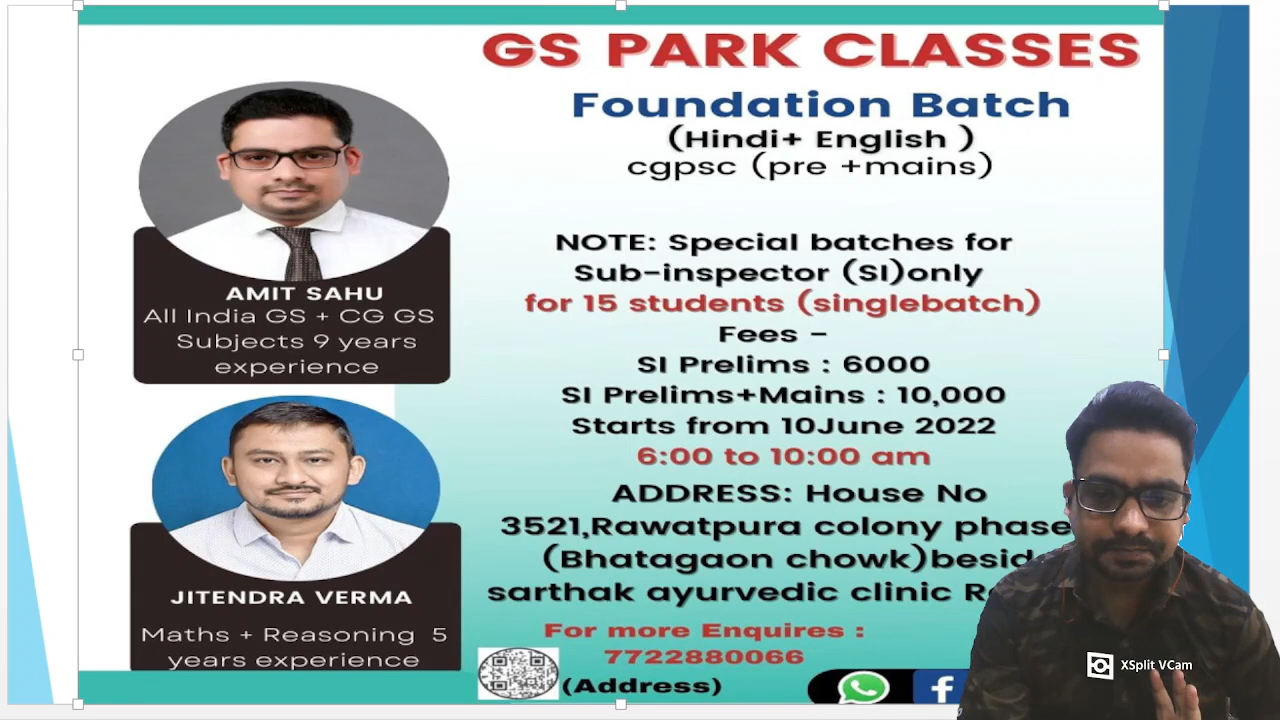 GS PARK CLASSES
Foundation Batch
(Hindi+ English )
cgpsc (pre +mains)
NOTE: Special batches for
Sub-inspector (SI)only
for 15 students (singlebatch)
Fees -
SI Prelims : 6000
SI Prelims+Mains : 10,000
Starts from 10June 2022
6:00 to 10:00 am
ADDRESS: House No
3521,Rawatpura colony phase
(Bhatagaon chowk)besid
sarthak ayurvedic clinic R
For more Enquires :
7722880066
(Address)
AMIT SAHU
All India GS + CG GS
Subjects 9 years
experience
JITENDRA VERMA
Maths + Reasoning 5
years experience
XSplit VCam